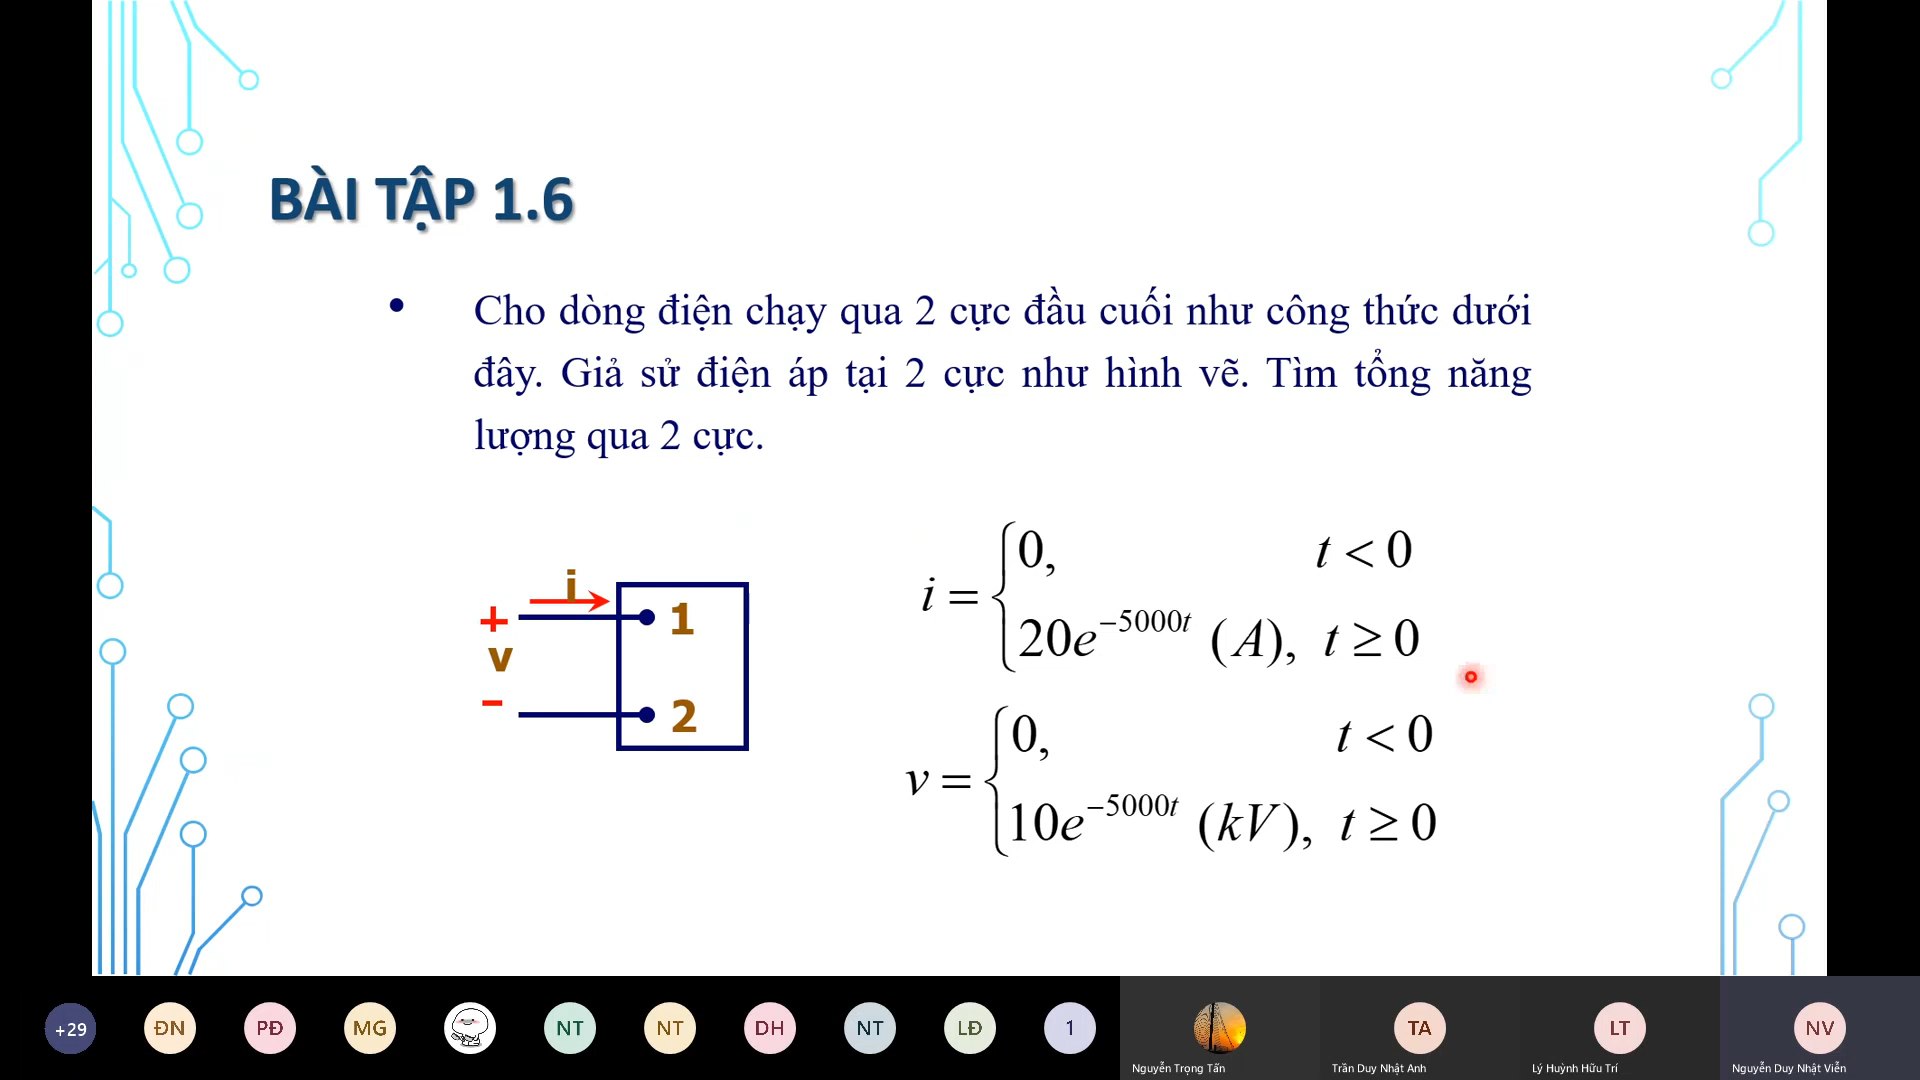 BÀI TẬP 1.6
• Cho dòng điện chạy qua 2 cực đầu cuối như công thức dưới
đây. Giả sử điện áp tại 2 cực như hình vẽ. Tìm tổng năng
lượng qua 2 cực.
i
+
v
–
1
2
i = { 0, t < 0
20e^{-5000t} (A), t ≥ 0
v = { 0, t < 0
10e^{-5000t} (kV), t ≥ 0
+29
ĐN
PĐ
MG
NT
NT
DH
NT
LĐ
1
Nguyễn Trọng Tấn
TA
Trần Duy Nhật Anh
LT
Lý Huỳnh Hữu Trí
NV
Nguyễn Duy Nhật Viễn